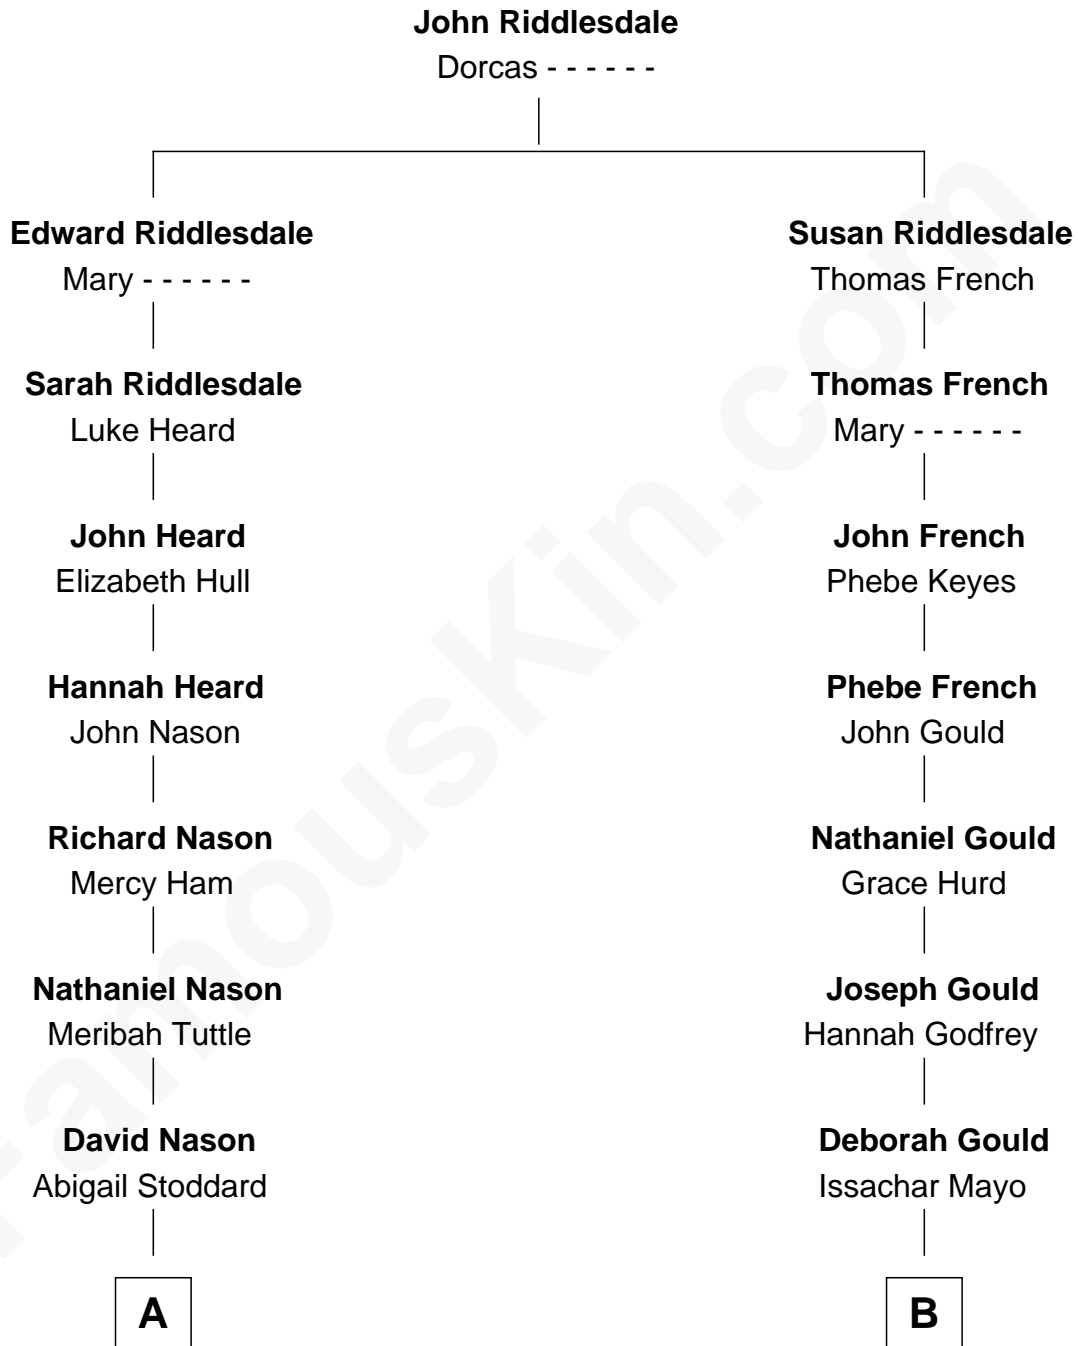 John Riddlesdale
Dorcas - - - - - -
Edward Riddlesdale
Mary - - - - - -
Susan Riddlesdale
Thomas French
Sarah Riddlesdale
Luke Heard
Thomas French
Mary - - - - - -
John Heard
Elizabeth Hull
John French
Phebe Keyes
Hannah Heard
John Nason
Phebe French
John Gould
Richard Nason
Mercy Ham
Nathaniel Gould
Grace Hurd
Nathaniel Nason
Meribah Tuttle
Joseph Gould
Hannah Godfrey
David Nason
Abigail Stoddard
Deborah Gould
Issachar Mayo
A
B
FamousKin.com